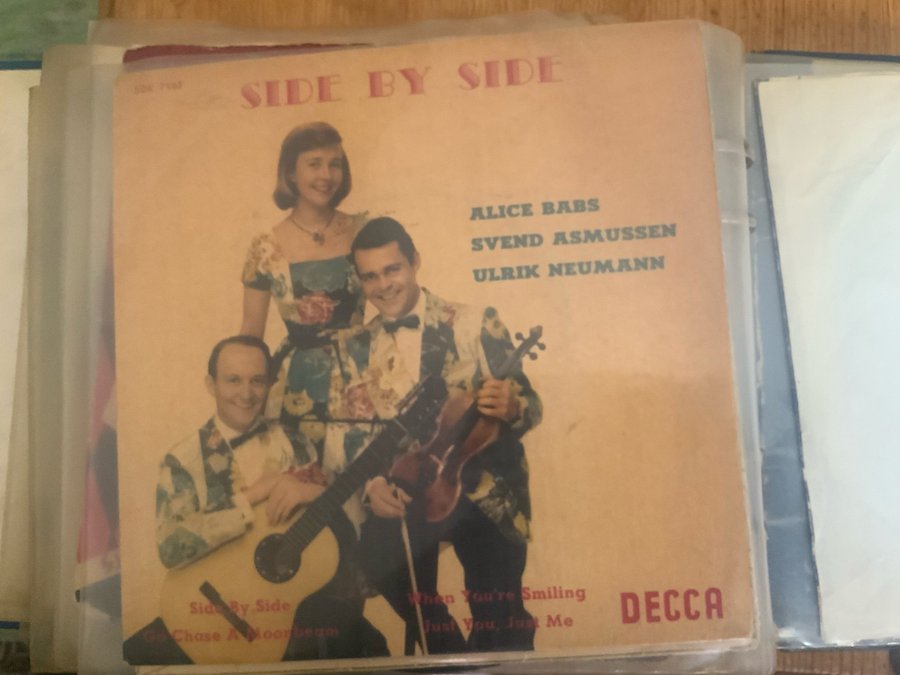 SIDE BY SIDE
ALICE BABS
SVEND ASMUSSEN
ULRIK NEUMANN
Side By Side
Go Chase A Moonbeam
When You're Smiling
Just You, Just Me
DECCA